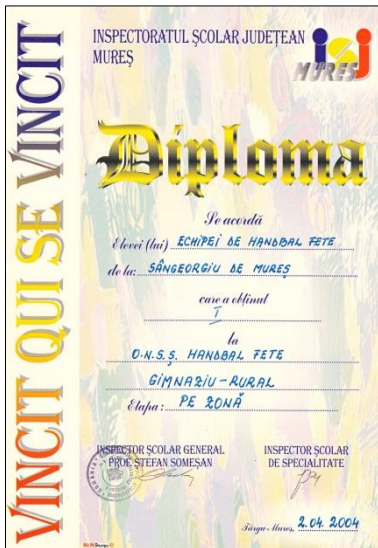 VINCIT QUI SE VINCIT
INSPECTORATUL ŞCOLAR JUDEŢEAN
MUREŞ
isj
MUREŞ
Diploma
Se acordă
Elevei (lui) ECHIPEI DE HANDBAL FETE
de la: SÂNGEORGIU DE MUREȘ
care a obţinut
I
la
O.N.S.Ș. HANDBAL FETE
GIMNAZIU-RURAL
Etapa: PE ZONĂ
INSPECTOR ŞCOLAR GENERAL
PROF. ŞTEFAN SOMEŞAN
INSPECTOR ŞCOLAR
DE SPECIALITATE
Târgu-Mureş, 2.04.2004